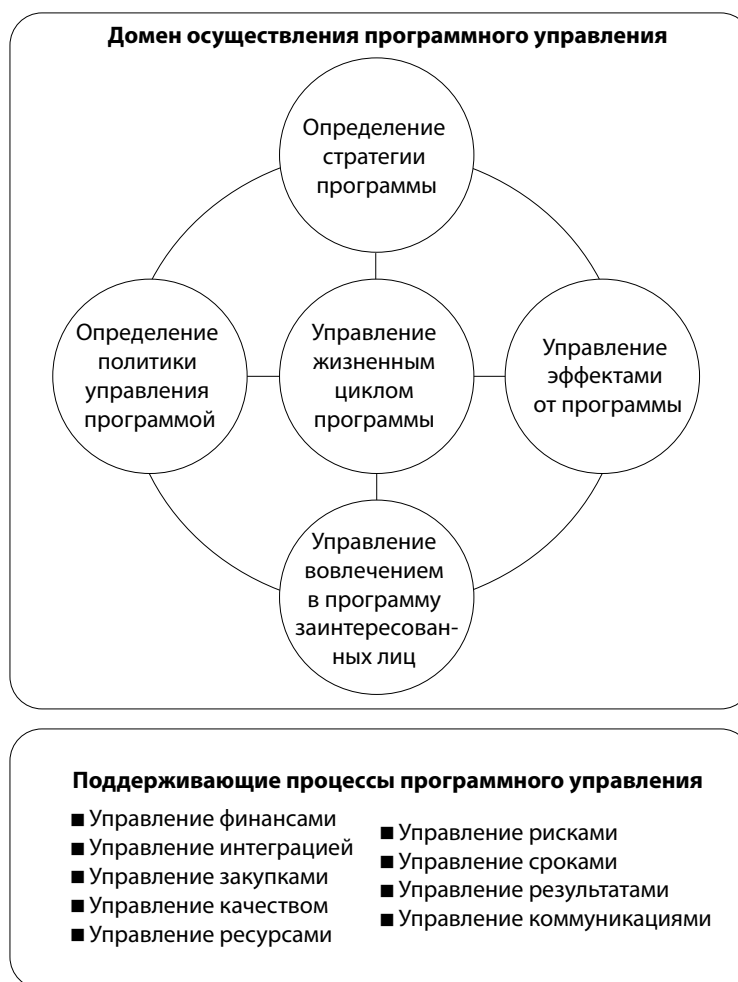 Домен осуществления программного управления
Определение
стратегии
программы
Определение
политики
управления
программой
Управление
жизненным
циклом
программы
Управление
эффектами
от программы
Управление
вовлечением
в программу
заинтересован-
ных лиц
Поддерживающие процессы программного управления
■ Управление финансами
■ Управление интеграцией
■ Управление закупками
■ Управление качеством
■ Управление ресурсами
■ Управление рисками
■ Управление сроками
■ Управление результатами
■ Управление коммуникациями